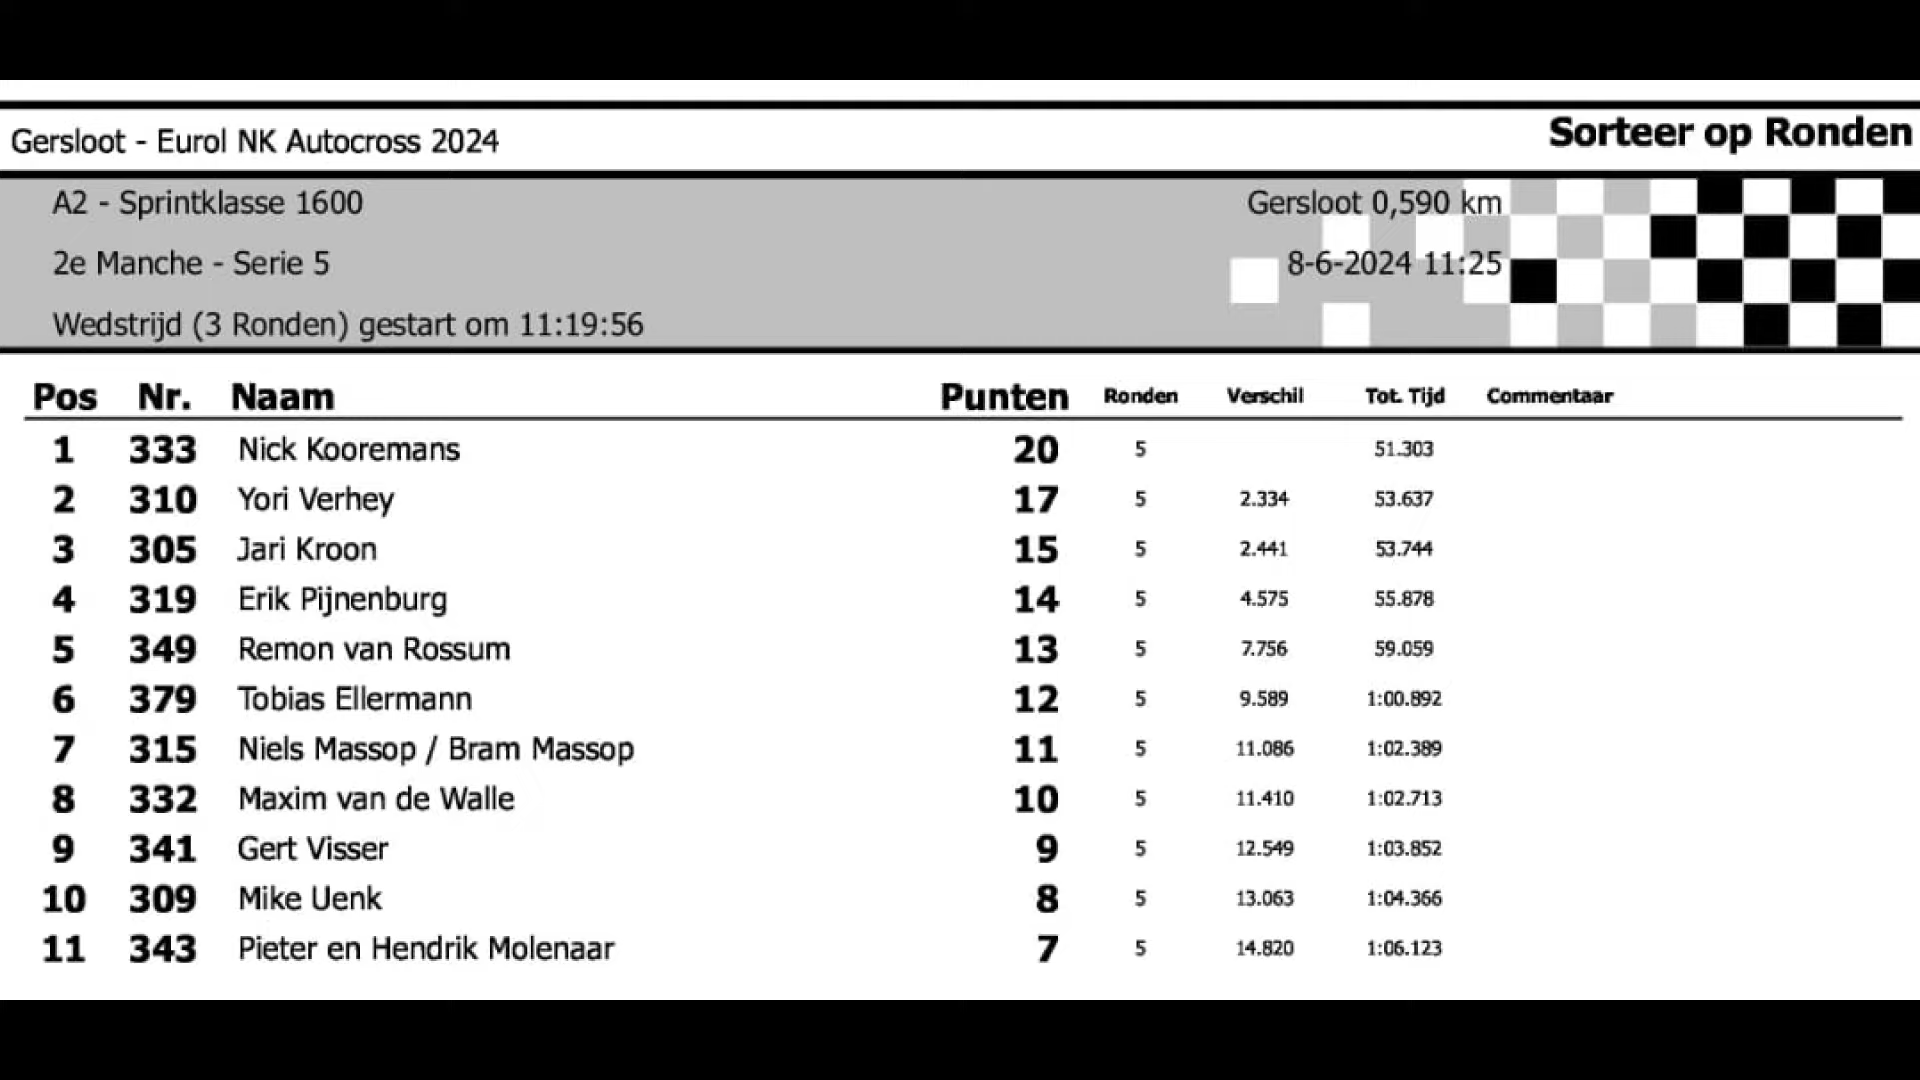 Gersloot - Eurol NK Autocross 2024 Sorteer op Ronden
A2 - Sprintklasse 1600 Gersloot 0,590 km
2e Manche - Serie 5 8-6-2024 11:25
Wedstrijd (3 Ronden) gestart om 11:19:56
Pos Nr. Naam Punten Ronden Verschil Tot. Tijd Commentaar
1 333 Nick Kooremans 20 5 51.303
2 310 Yori Verhey 17 5 2.334 53.637
3 305 Jari Kroon 15 5 2.441 53.744
4 319 Erik Pijnenburg 14 5 4.575 55.878
5 349 Remon van Rossum 13 5 7.756 59.059
6 379 Tobias Ellermann 12 5 9.589 1:00.892
7 315 Niels Massop / Bram Massop 11 5 11.086 1:02.389
8 332 Maxim van de Walle 10 5 11.410 1:02.713
9 341 Gert Visser 9 5 12.549 1:03.852
10 309 Mike Uenk 8 5 13.063 1:04.366
11 343 Pieter en Hendrik Molenaar 7 5 14.820 1:06.123